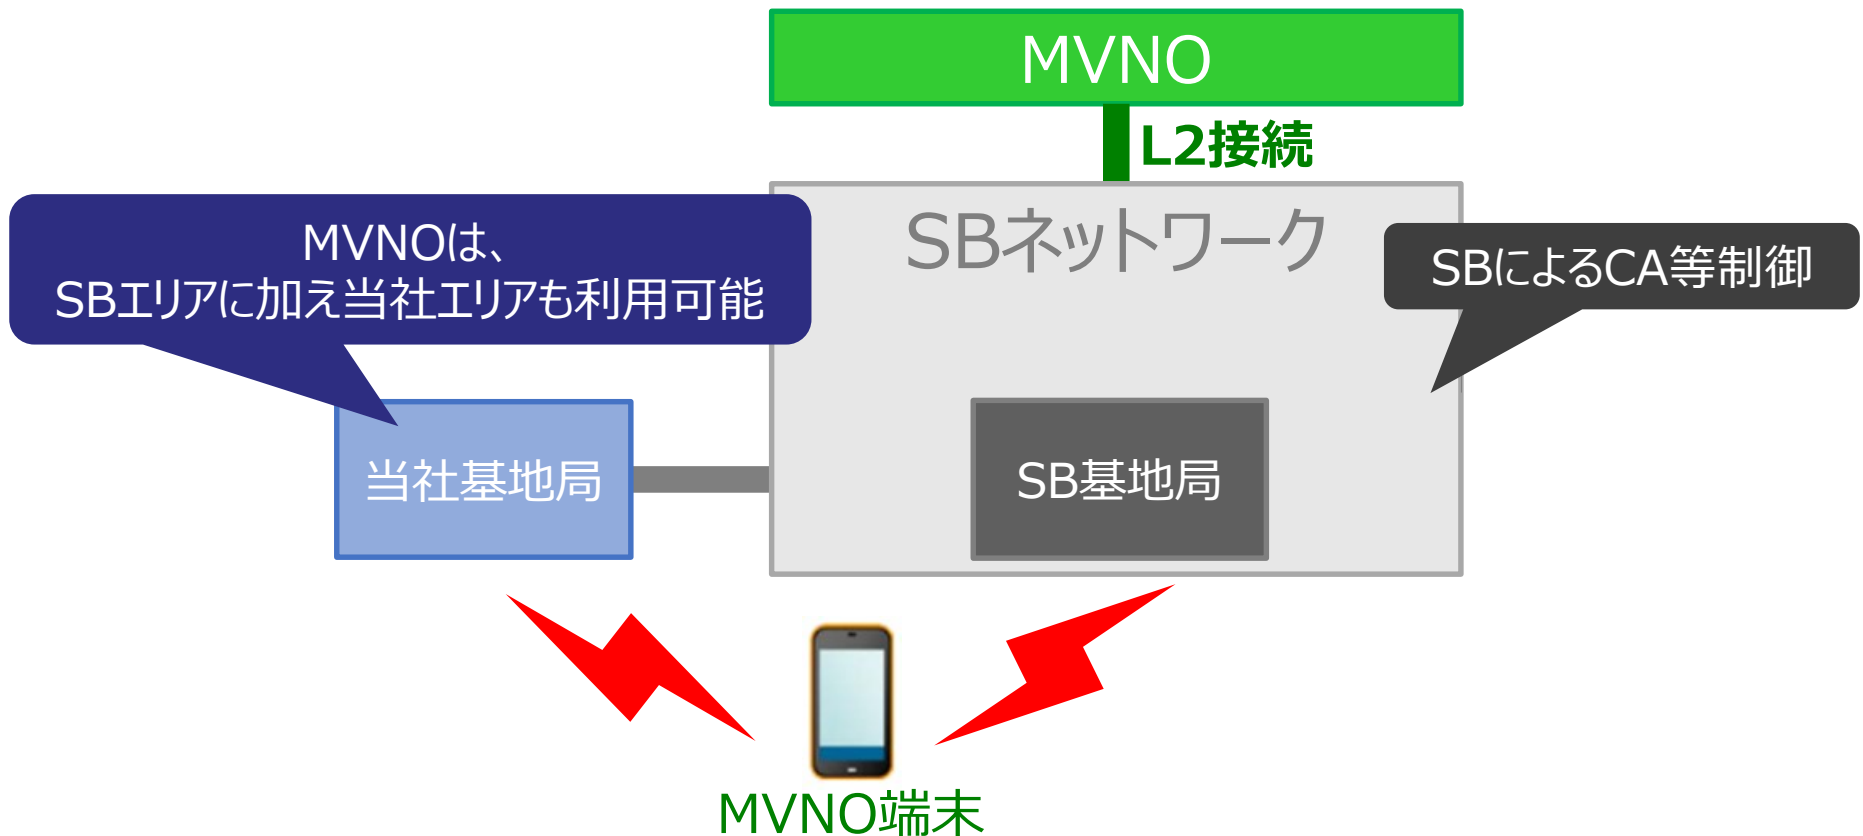 MVNO
L2接続
SBネットワーク
MVNOは、
SBエリアに加え当社エリアも利用可能
SBによるCA等制御
当社基地局
SB基地局
MVNO端末